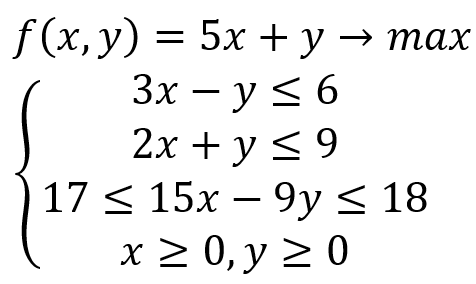 f(x, y) = 5x + y → max
3x − y ≤ 6
2x + y ≤ 9
17 ≤ 15x − 9y ≤ 18
x ≥ 0, y ≥ 0